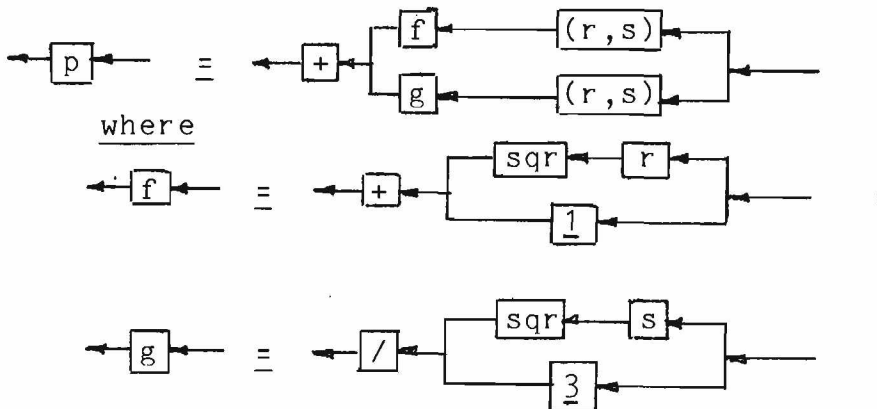 f (r,s)
p = +
g (r,s)
where
sqr r
f = +
1
sqr s
g = /
3